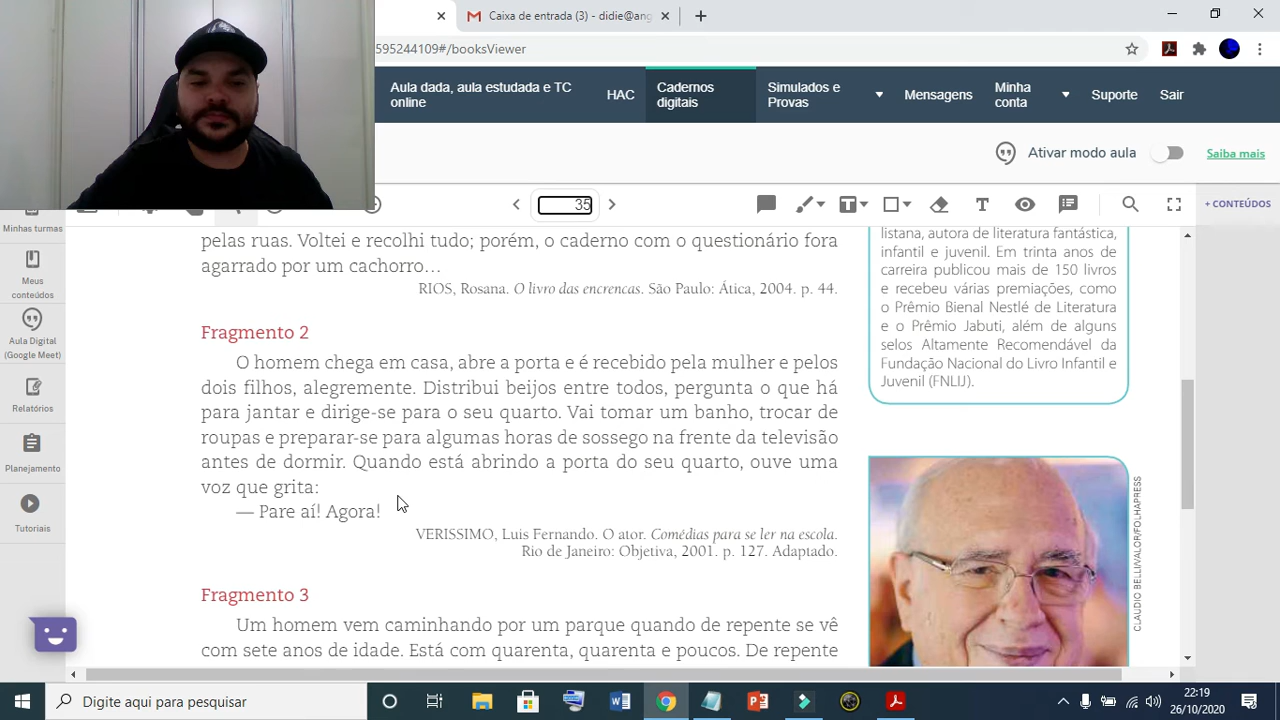 Caixa de entrada (3) - didie@ang
595244109#/booksViewer
Aula dada, aula estudada e TC
online
HAC
Cadernos
digitais
Simulados e
Provas
Mensagens
Minha
conta
Suporte
Sair
Ativar modo aula
Saiba mais
35
+ CONTEÚDOS
Minhas turmas
Meus
conteúdos
Aula Digital
(Google Meet)
Relatórios
Planejamento
Tutoriais
pelas ruas. Voltei e recolhi tudo; porém, o caderno com o questionário fora
agarrado por um cachorro…
RIOS, Rosana. O livro das encrencas. São Paulo: Ática, 2004. p. 44.
Fragmento 2
O homem chega em casa, abre a porta e é recebido pela mulher e pelos
dois filhos, alegremente. Distribui beijos entre todos, pergunta o que há
para jantar e dirige-se para o seu quarto. Vai tomar um banho, trocar de
roupas e preparar-se para algumas horas de sossego na frente da televisão
antes de dormir. Quando está abrindo a porta do seu quarto, ouve uma
voz que grita:
— Pare aí! Agora!
VERISSIMO, Luis Fernando. O ator. Comédias para se ler na escola.
Rio de Janeiro: Objetiva, 2001. p. 127. Adaptado.
Fragmento 3
Um homem vem caminhando por um parque quando de repente se vê
com sete anos de idade. Está com quarenta, quarenta e poucos. De repente
listana, autora de literatura fantástica,
infantil e juvenil. Em trinta anos de
carreira publicou mais de 150 livros
e recebeu várias premiações, como
o Prêmio Bienal Nestlé de Literatura
e o Prêmio Jabuti, além de alguns
selos Altamente Recomendável da
Fundação Nacional do Livro Infantil e
Juvenil (FNLIJ).
CLAUDIO BELLI/VALOR/FOLHAPRESS
Digite aqui para pesquisar
22:19
26/10/2020